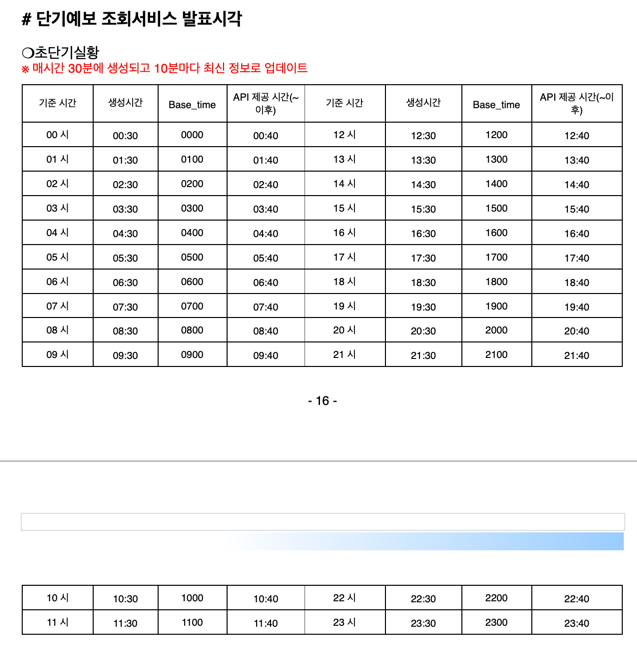 # 단기예보 조회서비스 발표시각
❍초단기실황
※ 매시간 30분에 생성되고 10분마다 최신 정보로 업데이트
기준 시간 생성시간 Base_time API 제공 시간(~ 이후) 기준 시간 생성시간 Base_time API 제공 시간(~이 후)
00 시 00:30 0000 00:40 12 시 12:30 1200 12:40
01 시 01:30 0100 01:40 13 시 13:30 1300 13:40
02 시 02:30 0200 02:40 14 시 14:30 1400 14:40
03 시 03:30 0300 03:40 15 시 15:30 1500 15:40
04 시 04:30 0400 04:40 16 시 16:30 1600 16:40
05 시 05:30 0500 05:40 17 시 17:30 1700 17:40
06 시 06:30 0600 06:40 18 시 18:30 1800 18:40
07 시 07:30 0700 07:40 19 시 19:30 1900 19:40
08 시 08:30 0800 08:40 20 시 20:30 2000 20:40
09 시 09:30 0900 09:40 21 시 21:30 2100 21:40
- 16 -
10 시 10:30 1000 10:40 22 시 22:30 2200 22:40
11 시 11:30 1100 11:40 23 시 23:30 2300 23:40